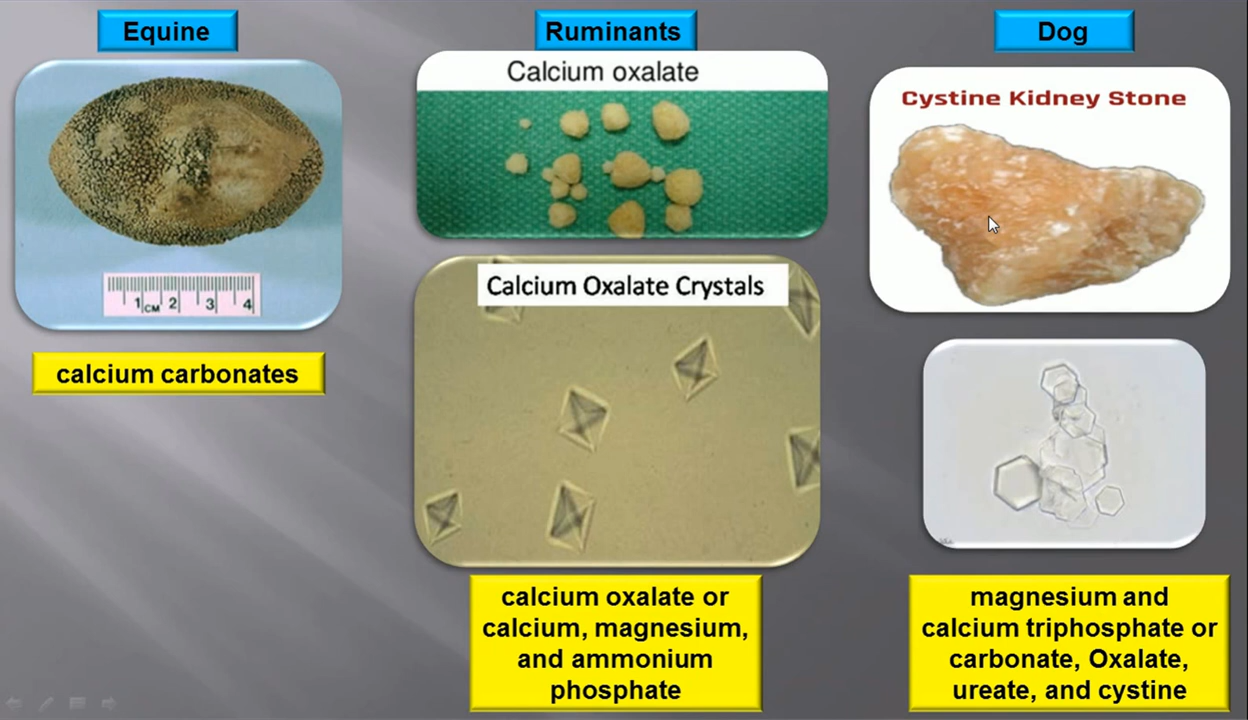 Equine
Ruminants
Dog
1 CM 2 3 4
calcium carbonates
Calcium oxalate
Calcium Oxalate Crystals
calcium oxalate or
calcium, magnesium,
and ammonium
phosphate
Cystine Kidney Stone
magnesium and
calcium triphosphate or
carbonate, Oxalate,
ureate, and cystine